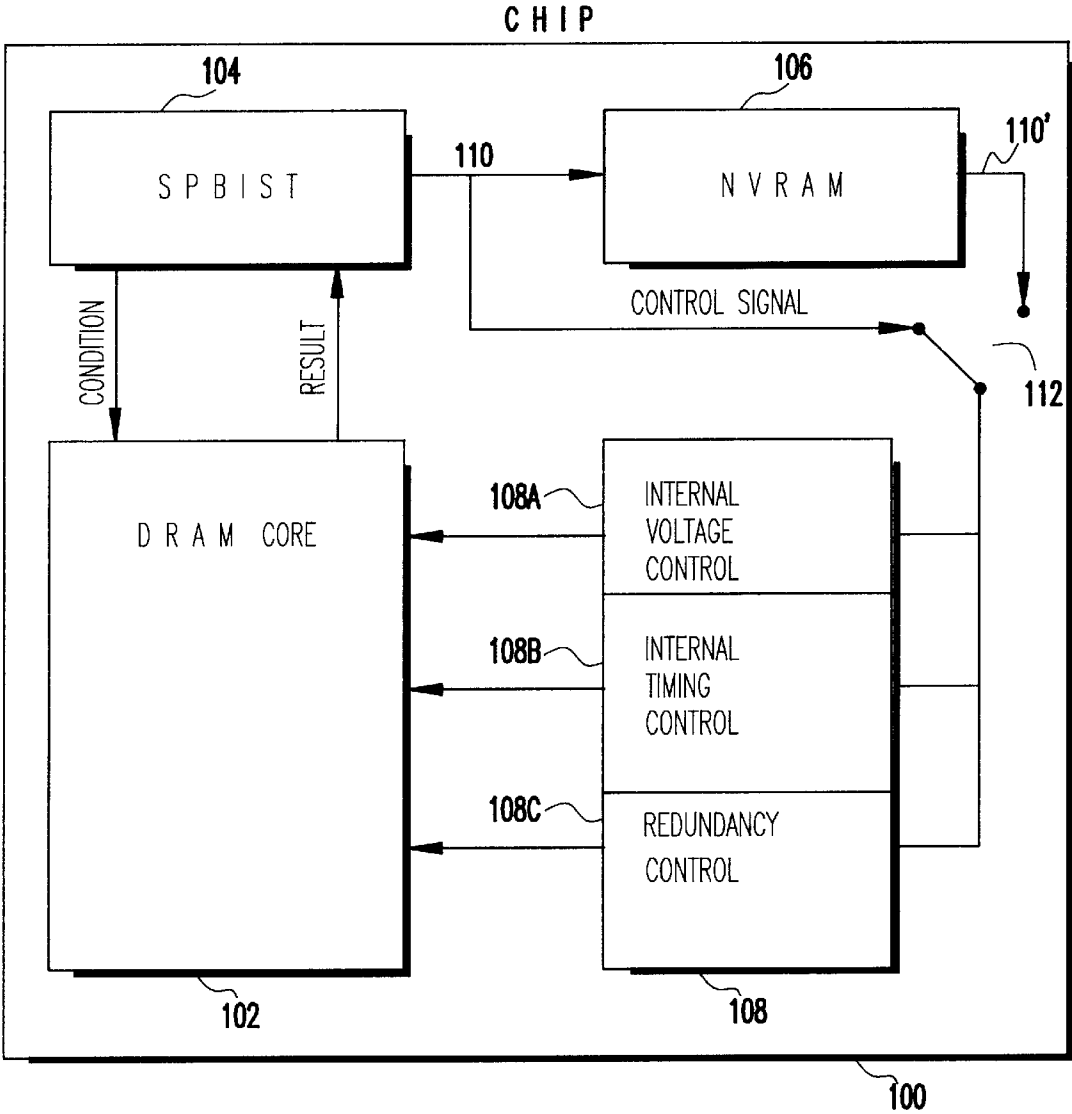 CHIP
104
106
110'
110
SPBIST
NVRAM
CONTROL SIGNAL
CONDITION
RESULT
112
108A
INTERNAL
VOLTAGE
CONTROL
DRAM CORE
108B
INTERNAL
TIMING
CONTROL
108C
REDUNDANCY
CONTROL
102
108
100